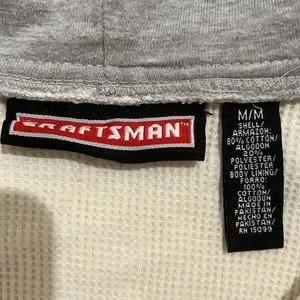 CRAFTSMAN
M/M
SHELL/
ARMAZON:
80% COTTON/
ALGODON
20%
POLYESTER/
POLIESTER
BODY LINING/
FORRO:
100%
COTTON/
ALGODON
MADE IN
PAKISTAN/
HECHO EN
PAKISTAN
RN 15099